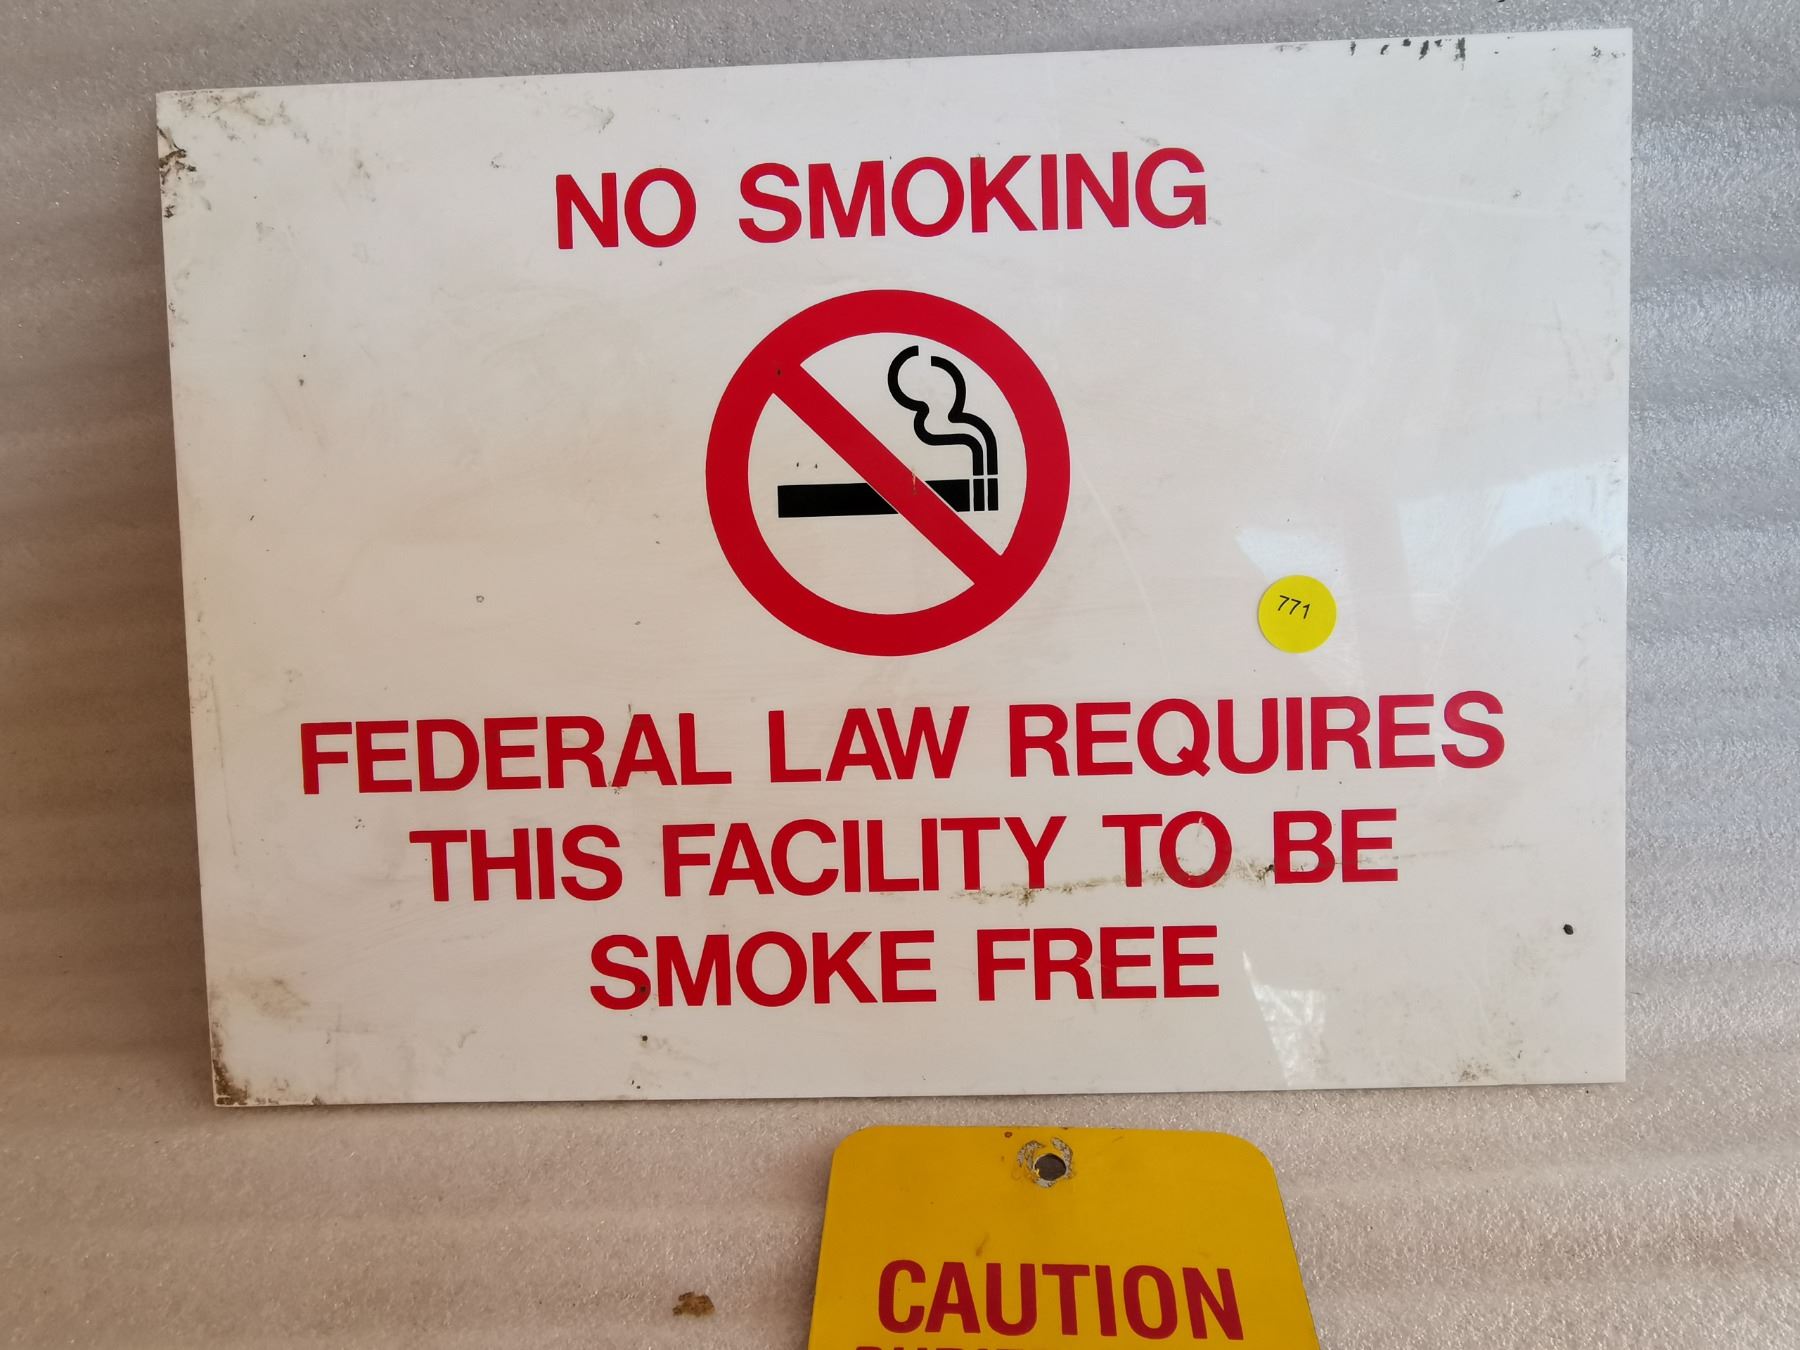 NO SMOKING
771
FEDERAL LAW REQUIRES
THIS FACILITY TO BE
SMOKE FREE
CAUTION